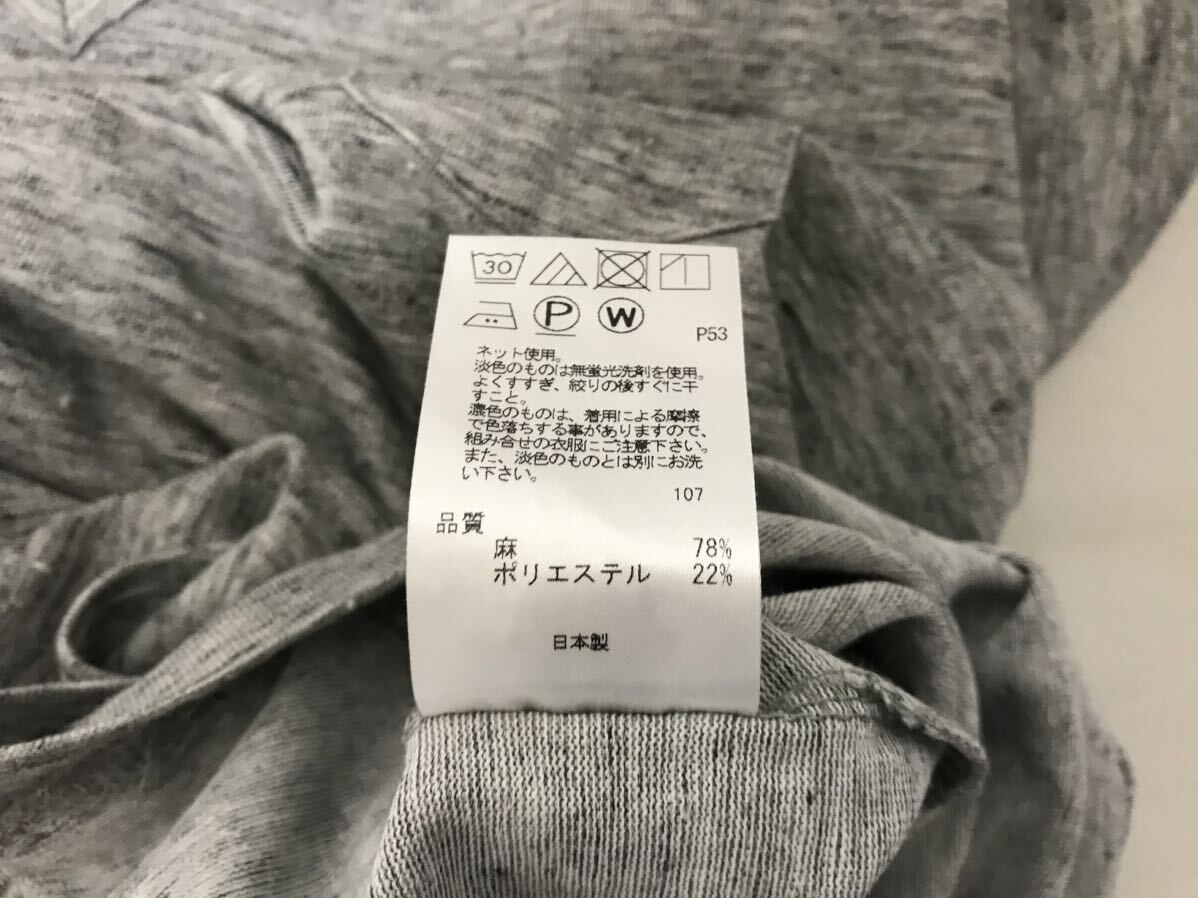 30
P W
P53
ネット使用。
淡色のものは無蛍光洗剤を使用。
よくすすぎ、絞りの後すぐに干
すこと。
濃色のものは、着用による摩擦
で色落ちする事がありますので、
組み合せの衣服にご注意下さい。
また、淡色のものとは別にお洗
い下さい。
107
品質
麻 78%
ポリエステル 22%
日本製